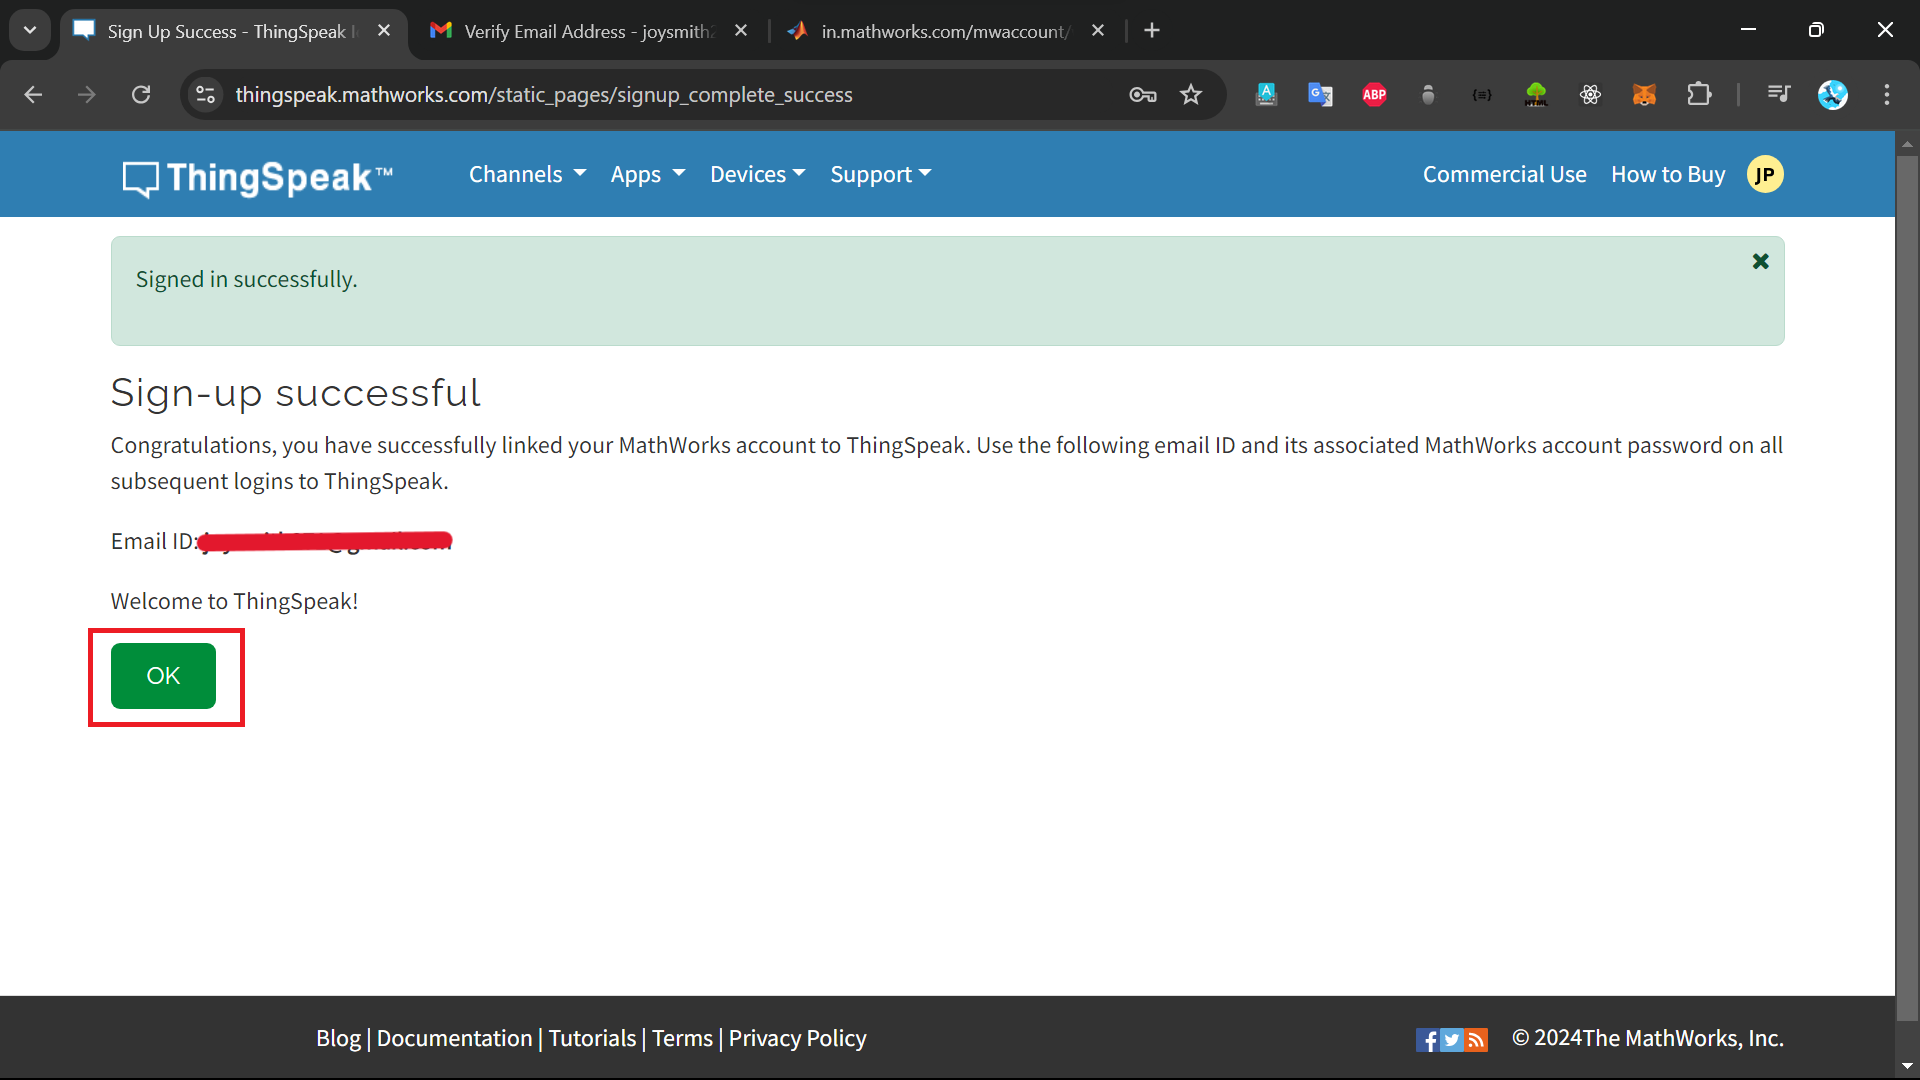 Sign Up Success - ThingSpeak
Verify Email Address - joysmith
in.mathworks.com/mwaccount/
thingspeak.mathworks.com/static_pages/signup_complete_success
ABP
HTML
ThingSpeak™
Channels
Apps
Devices
Support
Commercial Use
How to Buy
JP
Signed in successfully.
Sign-up successful
Congratulations, you have successfully linked your MathWorks account to ThingSpeak. Use the following email ID and its associated MathWorks account password on all
subsequent logins to ThingSpeak.
Email ID:
Welcome to ThingSpeak!
OK
Blog | Documentation | Tutorials | Terms | Privacy Policy
© 2024The MathWorks, Inc.